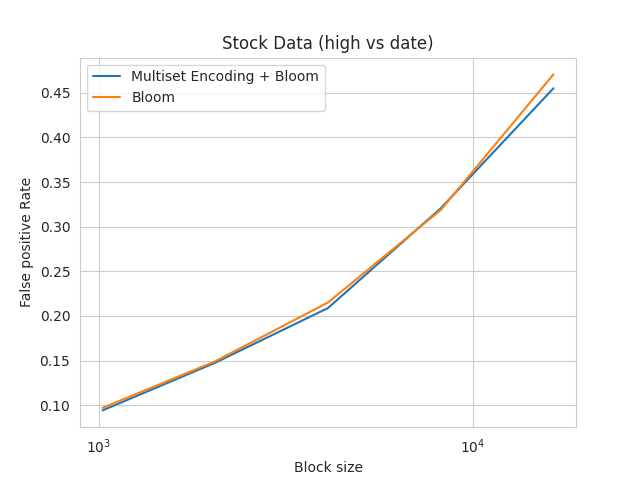 Stock Data (high vs date)
Multiset Encoding + Bloom
Bloom
False positive Rate
0.45
0.40
0.35
0.30
0.25
0.20
0.15
0.10
10³
10⁴
Block size